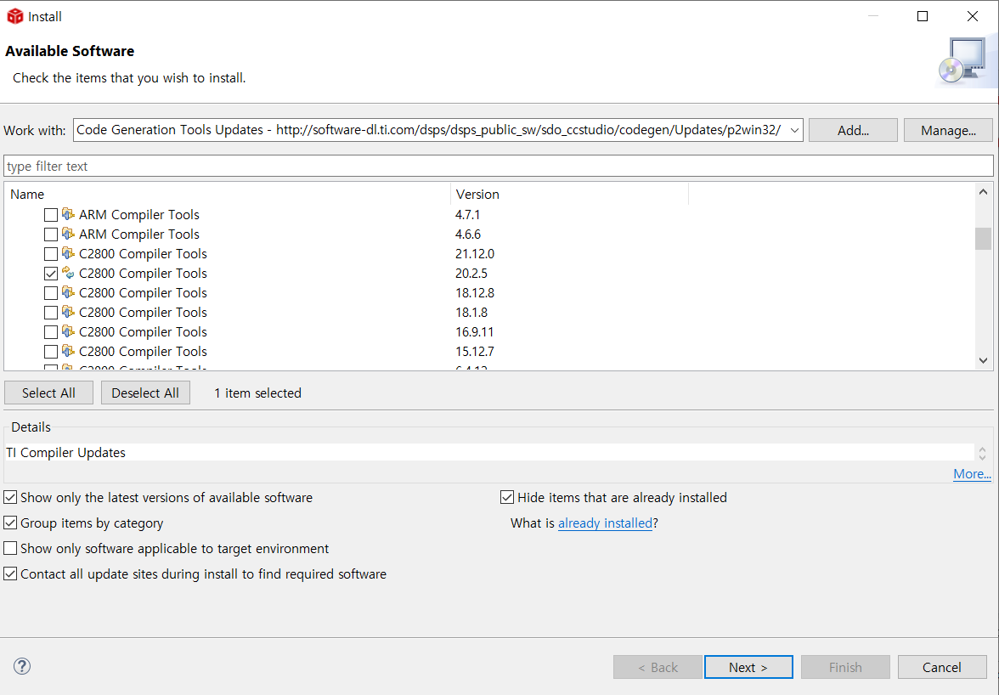 Install
Available Software
Check the items that you wish to install.
Work with: Code Generation Tools Updates - http://software-dl.ti.com/dsps/dsps_public_sw/sdo_ccstudio/codegen/Updates/p2win32/ Add... Manage...
type filter text
Name Version
ARM Compiler Tools 4.7.1
ARM Compiler Tools 4.6.6
C2800 Compiler Tools 21.12.0
C2800 Compiler Tools 20.2.5
C2800 Compiler Tools 18.12.8
C2800 Compiler Tools 18.1.8
C2800 Compiler Tools 16.9.11
C2800 Compiler Tools 15.12.7
Select All Deselect All 1 item selected
Details
TI Compiler Updates
More...
Show only the latest versions of available software Hide items that are already installed
Group items by category What is already installed?
Show only software applicable to target environment
Contact all update sites during install to find required software
? < Back Next > Finish Cancel